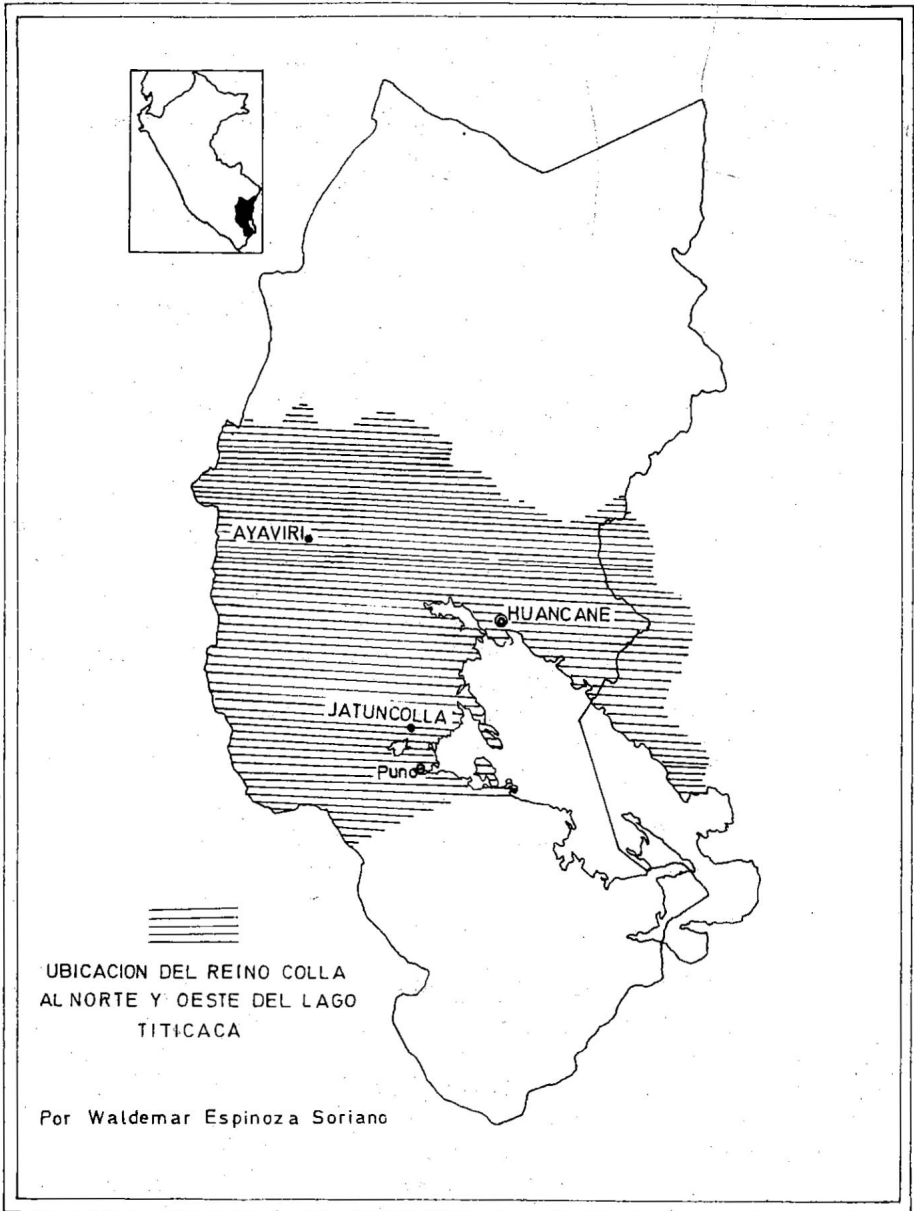 AYAVIRI
HUANCANE
JATUNCOLLA
Puno
UBICACION DEL REINO COLLA
AL NORTE Y OESTE DEL LAGO
TITICACA
Por Waldemar Espinoza Soriano